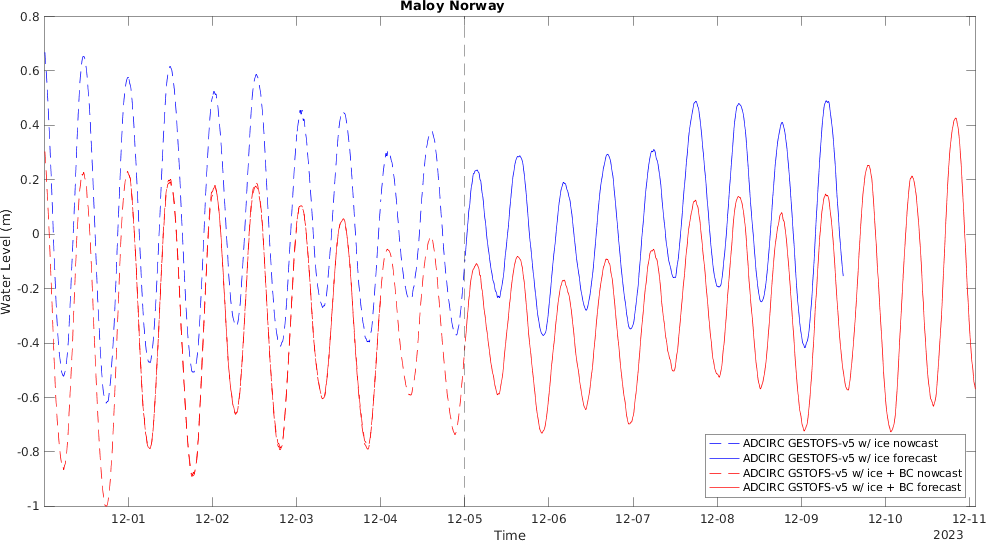 Maloy Norway
0.8
0.6
0.4
0.2
0
-0.2
-0.4
-0.6
-0.8
-1
Water Level (m)
12-01 12-02 12-03 12-04 12-05 12-06 12-07 12-08 12-09 12-10 12-11
Time
2023
ADCIRC GESTOFS-v5 w/ ice nowcast
ADCIRC GESTOFS-v5 w/ ice forecast
ADCIRC GSTOFS-v5 w/ ice + BC nowcast
ADCIRC GSTOFS-v5 w/ ice + BC forecast